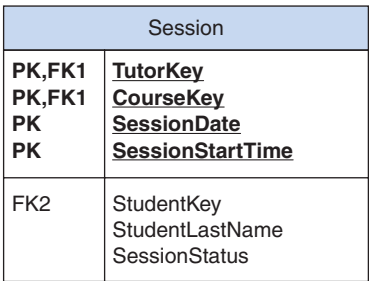 Session
PK,FK1 TutorKey
PK,FK1 CourseKey
PK SessionDate
PK SessionStartTime
FK2 StudentKey
StudentLastName
SessionStatus